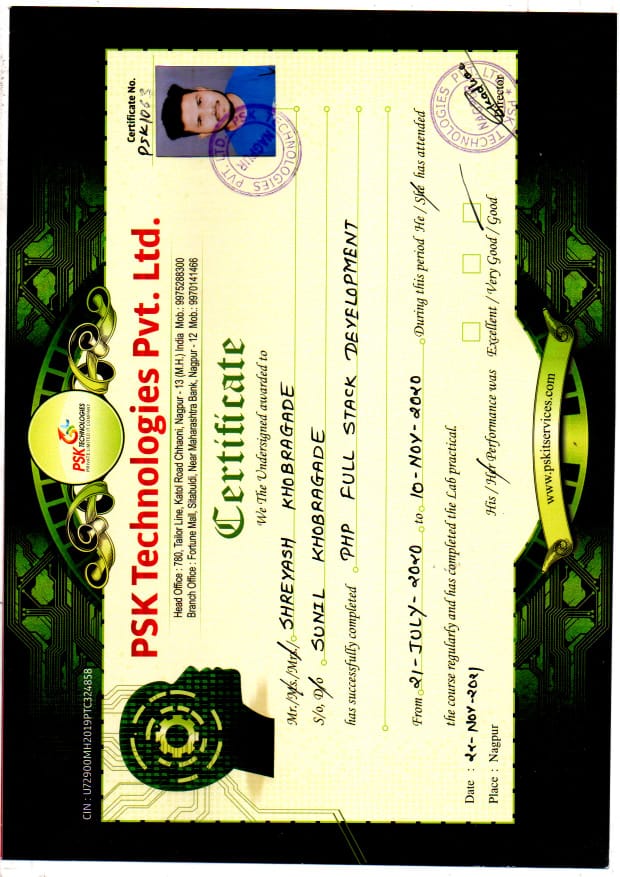 CIN : U72900MH2019PTC324858
PSK TECHNOLOGIES
PRIVATE LIMITED IT COMPANY
PSK Technologies Pvt. Ltd.
Certificate No.
PSK1063
Head Office : 780, Tailor Line, Katol Road Chhaoni, Nagpur - 13 (M.H.) India Mob.: 9975288300
Branch Office : Fortune Mall, Sitabuldi, Near Maharashtra Bank, Nagpur - 12 Mob.: 9970141466
Certificate
We The Undersigned awarded to
Mr./Ms./Mrs./ SHREYASH KHOBRAGADE
S/o, D/o SUNIL KHOBRAGADE
has successfully completed PHP FULL STACK DEVELOPMENT
From 21-JULY-2020 to 10-NOV-2020 During this period He / She has attended
the course regularly and has completed the Lab practical.
Date : 22-NOV-2021
Place : Nagpur
His / Her Performance was Excellent / Very Good / Good
TECHNOLOGIES PVT. LTD. PSK
NAGPUR
PSK TECHNOLOGIES PVT. LTD.
NAGPUR
Director
www.pskitservices.com